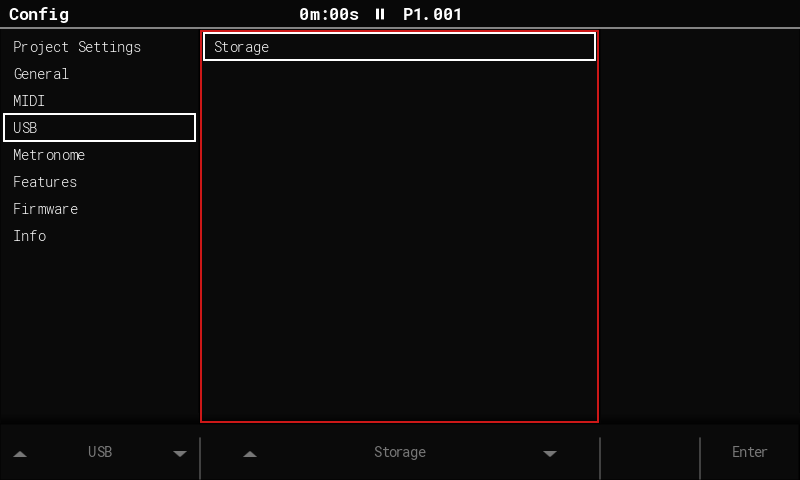 Config 0m:00s P1.001
Project Settings
General
MIDI
USB
Metronome
Features
Firmware
Info
Storage
USB Storage Enter